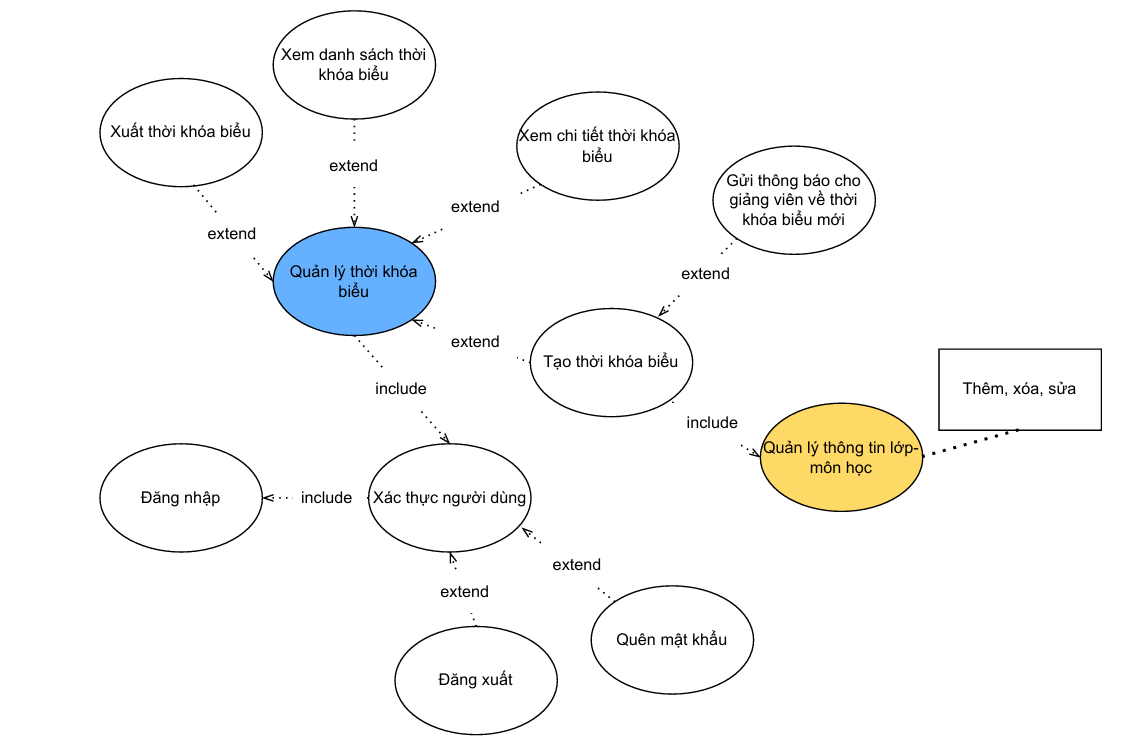 Xem danh sách thời
khóa biểu
Xuất thời khóa biểu
Xem chi tiết thời khóa
biểu
extend
Gửi thông báo cho
giảng viên về thời
khóa biểu mới
extend
extend
Quản lý thời khóa
biểu
extend
extend
Tạo thời khóa biểu
include
Thêm, xóa, sửa
include
Quản lý thông tin lớp-
môn học
Đăng nhập
include
Xác thực người dùng
extend
extend
Quên mật khẩu
Đăng xuất